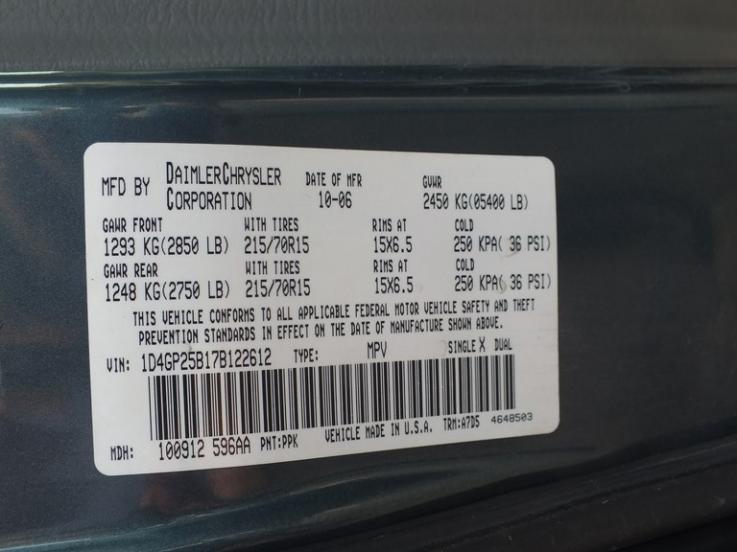 MFD BY DAIMLERCHRYSLER CORPORATION DATE OF MFR 10-06 GVWR 2450 KG(05400 LB)
GAWR FRONT WITH TIRES RIMS AT COLD
1293 KG(2850 LB) 215/70R15 15X6.5 250 KPA( 36 PSI)
GAWR REAR WITH TIRES RIMS AT COLD
1248 KG(2750 LB) 215/70R15 15X6.5 250 KPA( 36 PSI)
THIS VEHICLE CONFORMS TO ALL APPLICABLE FEDERAL MOTOR VEHICLE SAFETY AND THEFT
PREVENTION STANDARDS IN EFFECT ON THE DATE OF MANUFACTURE SHOWN ABOVE.
VIN: 1D4GP25B17B122612 TYPE: MPV SINGLE X DUAL
MDH: 100912 596AA PNT:PPK VEHICLE MADE IN U.S.A. TRM:A7D5 4648503